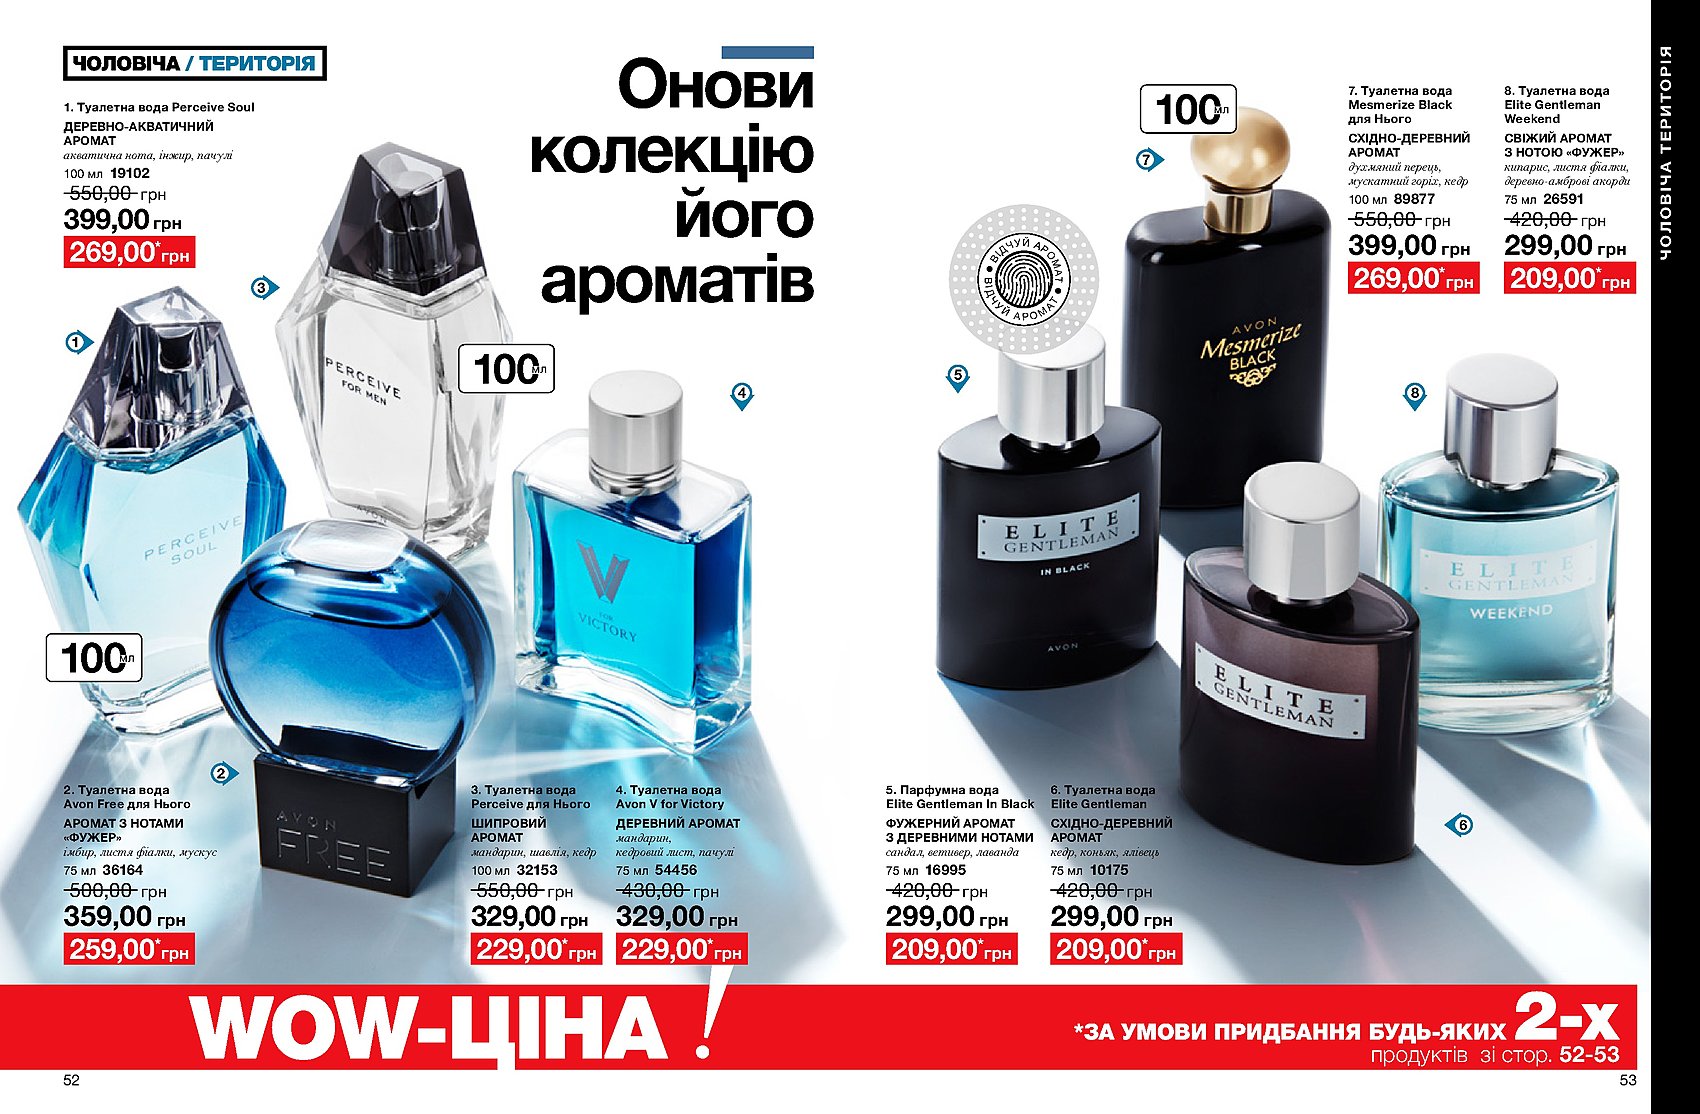 ЧОЛОВІЧА / ТЕРИТОРІЯ
Онови
колекцію
його
ароматів
1. Туалетна вода Perceive Soul
ДЕРЕВНО-АКВАТИЧНИЙ
АРОМАТ
акватична нота, інжир, пачулі
100 мл 19102
550,00 грн
399,00 грн
269,00* грн
3
1
100 мл
4
PERCEIVE
FOR MEN
AVON
PERCEIVE
SOUL
V
FOR
VICTORY
100 мл
2
AVON
FREE
2. Туалетна вода
Avon Free для Нього
АРОМАТ З НОТАМИ
«ФУЖЕР»
імбир, листя фіалки, мускус
75 мл 36164
500,00 грн
359,00 грн
259,00* грн
3. Туалетна вода
Perceive для Нього
ШИПРОВИЙ
АРОМАТ
мандарин, шавлія, кедр
100 мл 32153
550,00 грн
329,00 грн
229,00* грн
4. Туалетна вода
Avon V for Victory
ДЕРЕВНИЙ АРОМАТ
мандарин,
кедровий лист, пачулі
75 мл 54456
430,00 грн
329,00 грн
229,00* грн
100 мл
7
ВІДЧУЙ АРОМАТ • ВІДЧУЙ АРОМАТ •
AVON
Mesmerize
BLACK
7. Туалетна вода
Mesmerize Black
для Нього
СХІДНО-ДЕРЕВНИЙ
АРОМАТ
духмяний перець,
мускатний горіх, кедр
100 мл 89877
550,00 грн
399,00 грн
269,00* грн
8. Туалетна вода
Elite Gentleman
Weekend
СВІЖИЙ АРОМАТ
З НОТОЮ «ФУЖЕР»
кипарис, листя фіалки,
деревно-амброві акорди
75 мл 26591
420,00 грн
299,00 грн
209,00* грн
ЧОЛОВІЧА ТЕРИТОРІЯ
5
8
ELITE
GENTLEMAN
IN BLACK
AVON
ELITE
GENTLEMAN
WEEKEND
ELITE
GENTLEMAN
6
5. Парфумна вода
Elite Gentleman In Black
ФУЖЕРНИЙ АРОМАТ
З ДЕРЕВНИМИ НОТАМИ
сандал, ветивер, лаванда
75 мл 16995
420,00 грн
299,00 грн
209,00* грн
6. Туалетна вода
Elite Gentleman
СХІДНО-ДЕРЕВНИЙ
АРОМАТ
кедр, коньяк, ялівець
75 мл 10175
420,00 грн
299,00 грн
209,00* грн
WOW-ЦІНА!
*ЗА УМОВИ ПРИДБАННЯ БУДЬ-ЯКИХ 2-х
продуктів зі стор. 52-53
52
53